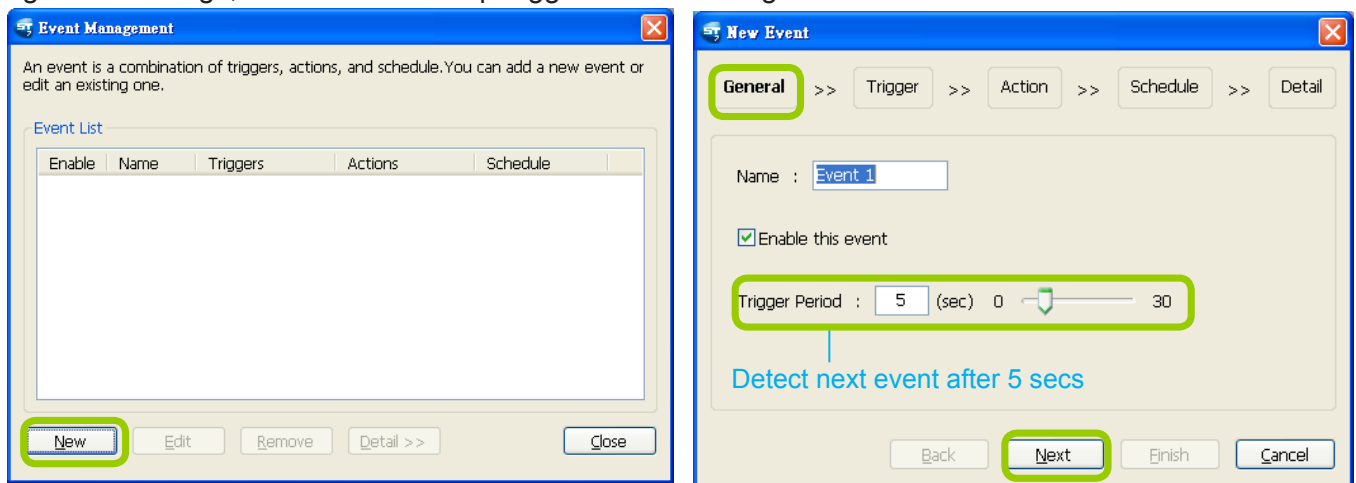 Event Management
An event is a combination of triggers, actions, and schedule.You can add a new event or
edit an existing one.
Event List
Enable Name Triggers Actions Schedule
New Edit Remove Detail >> Close
New Event
General >> Trigger >> Action >> Schedule >> Detail
Name : Event 1
Enable this event
Trigger Period : 5 (sec) 0 30
Detect next event after 5 secs
Back Next Finish Cancel